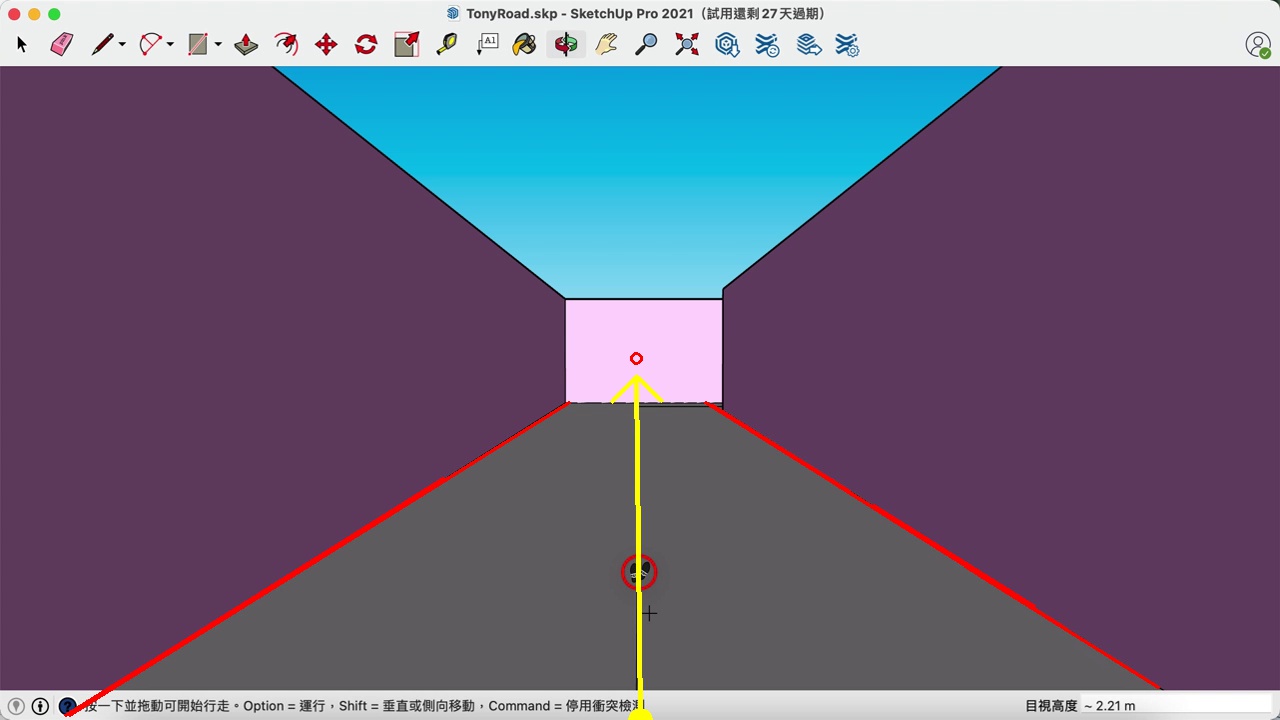 TonyRoad.skp - SketchUp Pro 2021（試用還剩 27 天過期）
A1
按一下並拖動可開始行走。Option = 運行，Shift = 垂直或側向移動，Command = 停用衝突檢測
目視高度 ~ 2.21 m